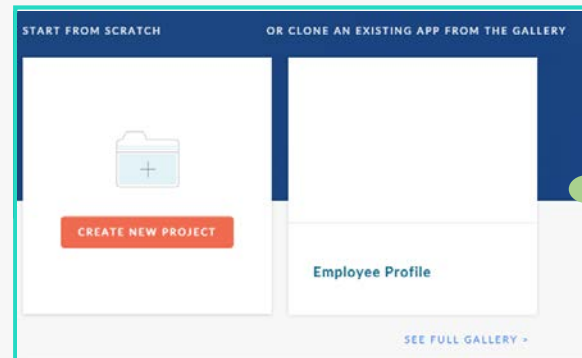 START FROM SCRATCH
OR CLONE AN EXISTING APP FROM THE GALLERY
CREATE NEW PROJECT
Employee Profile
SEE FULL GALLERY »